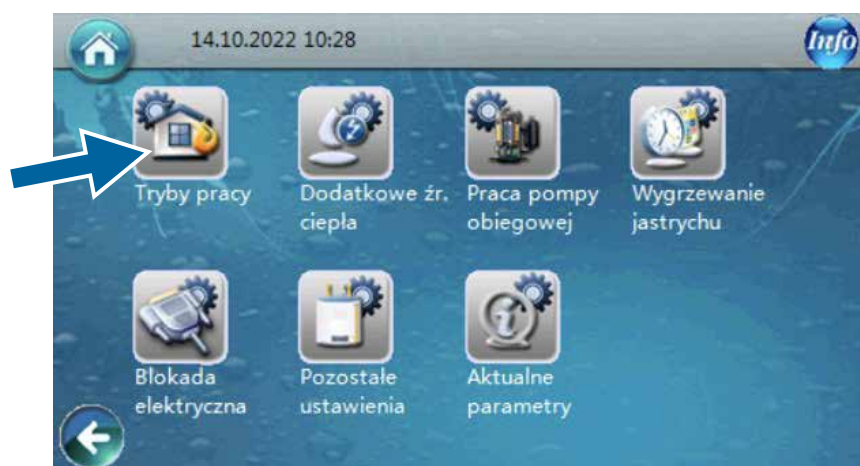 14.10.2022 10:28
Info
Tryby pracy
Dodatkowe źr.
ciepła
Praca pompy
obiegowej
Wygrzewanie
jastrychu
Blokada
elektryczna
Pozostałe
ustawienia
Aktualne
parametry